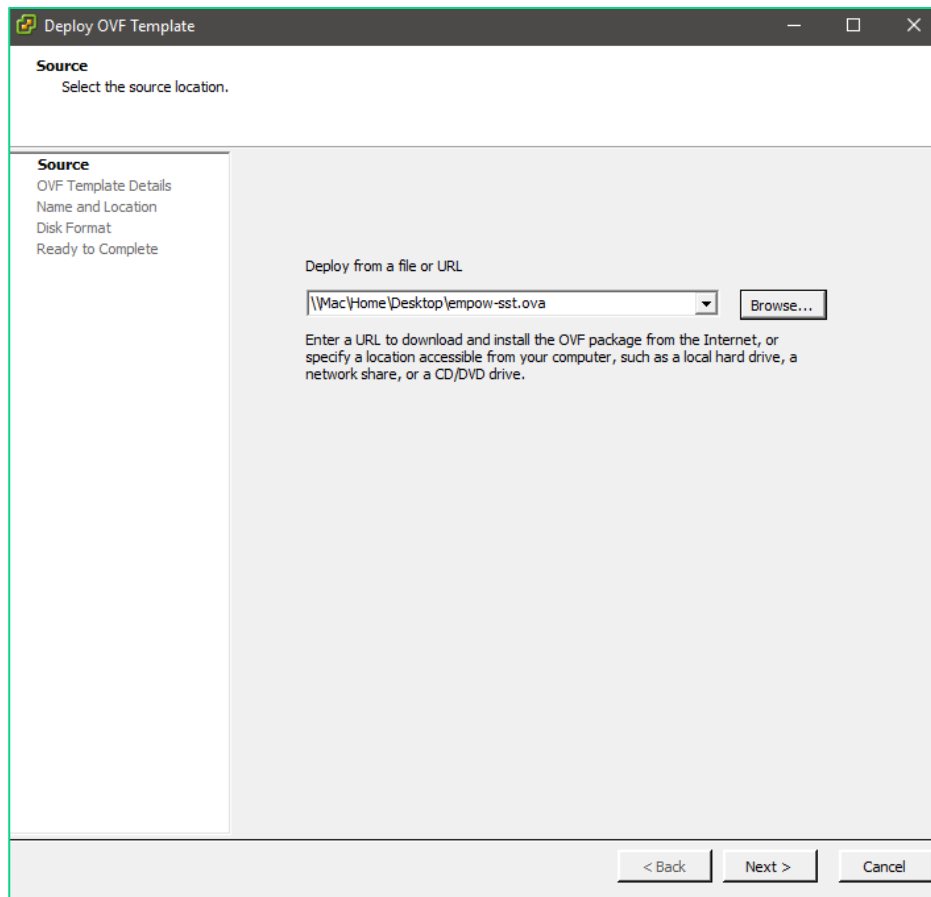 Deploy OVF Template
Source
Select the source location.
Source
OVF Template Details
Name and Location
Disk Format
Ready to Complete
Deploy from a file or URL
\\Mac\Home\Desktop\empow-sst.ova
Browse...
Enter a URL to download and install the OVF package from the Internet, or
specify a location accessible from your computer, such as a local hard drive, a
network share, or a CD/DVD drive.
< Back
Next >
Cancel